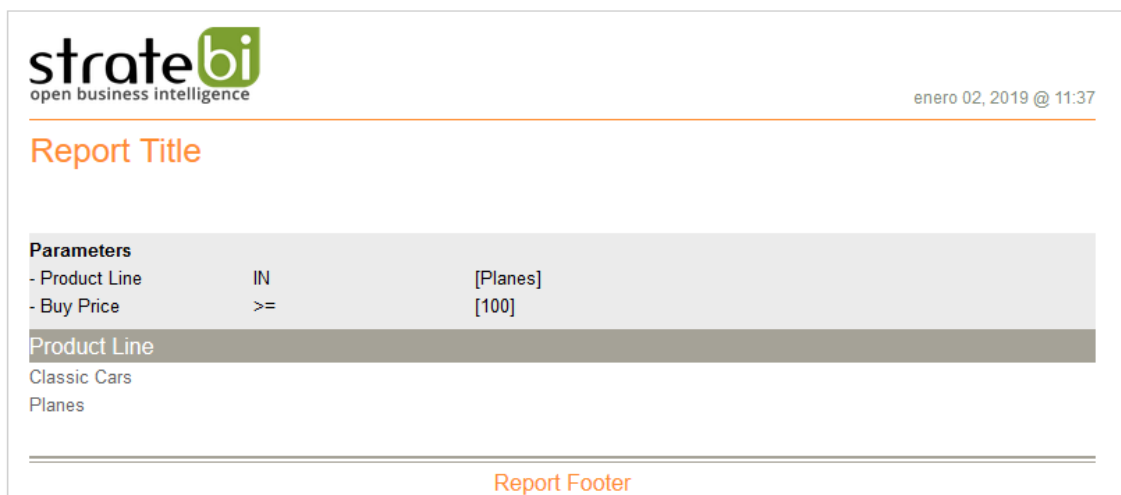 stratebi
open business intelligence
enero 02, 2019 @ 11:37
Report Title
Parameters
- Product Line IN [Planes]
- Buy Price >= [100]
Product Line
Classic Cars
Planes
Report Footer